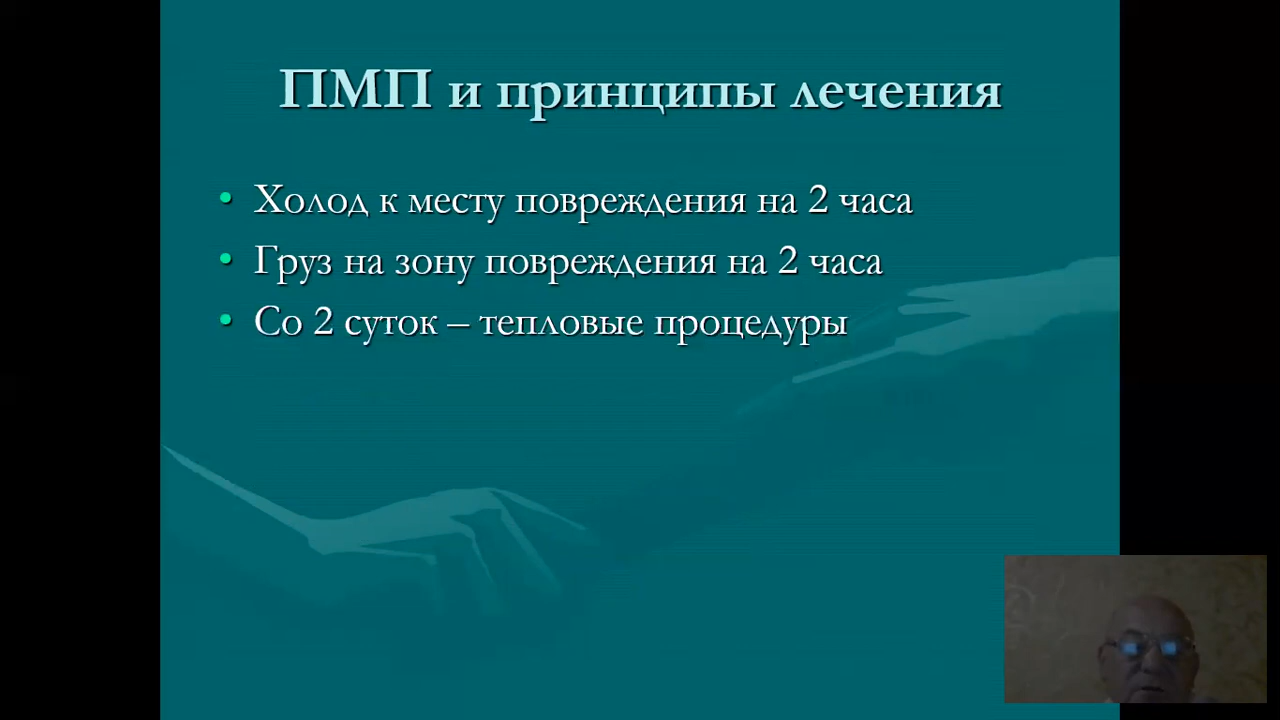 ПМП и принципы лечения
• Холод к месту повреждения на 2 часа
• Груз на зону повреждения на 2 часа
• Со 2 суток – тепловые процедуры